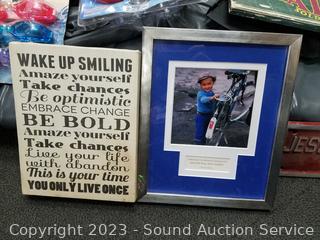 WAKE UP SMILING
Amaze yourself
Take chances
Be optimistic
EMBRACE CHANGE
BE BOLD
Amaze yourself
Take chances
Live your life
with abandon
This is your time
YOU ONLY LIVE ONCE
JES
Copyright 2023 - Sound Auction Service